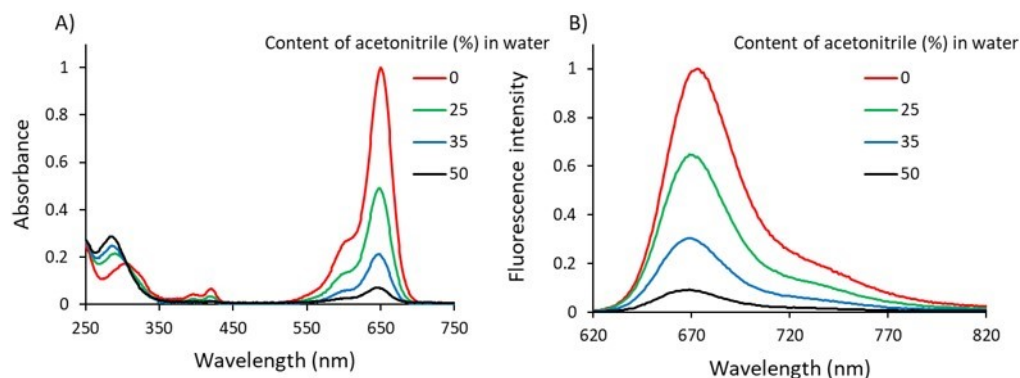 A)
Content of acetonitrile (%) in water
0
25
35
50
Absorbance
1
0.8
0.6
0.4
0.2
0
250 350 450 550 650 750
Wavelength (nm)
B)
Content of acetonitrile (%) in water
0
25
35
50
Fluorescence intensity
1
0.8
0.6
0.4
0.2
0
620 670 720 770 820
Wavelength (nm)